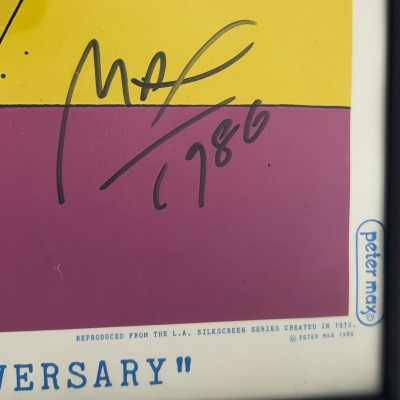 MAX
1986
peter max ©
REPRODUCED FROM THE L.A. SILKSCREEN SERIES CREATED IN 1972.
© PETER MAX 1986
VERSARY"